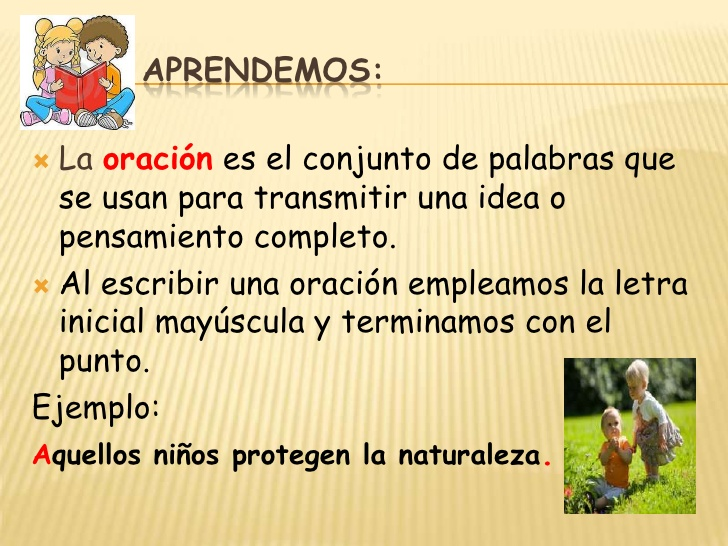 APRENDEMOS:
La oración es el conjunto de palabras que
se usan para transmitir una idea o
pensamiento completo.
Al escribir una oración empleamos la letra
inicial mayúscula y terminamos con el
punto.
Ejemplo:
Aquellos niños protegen la naturaleza.